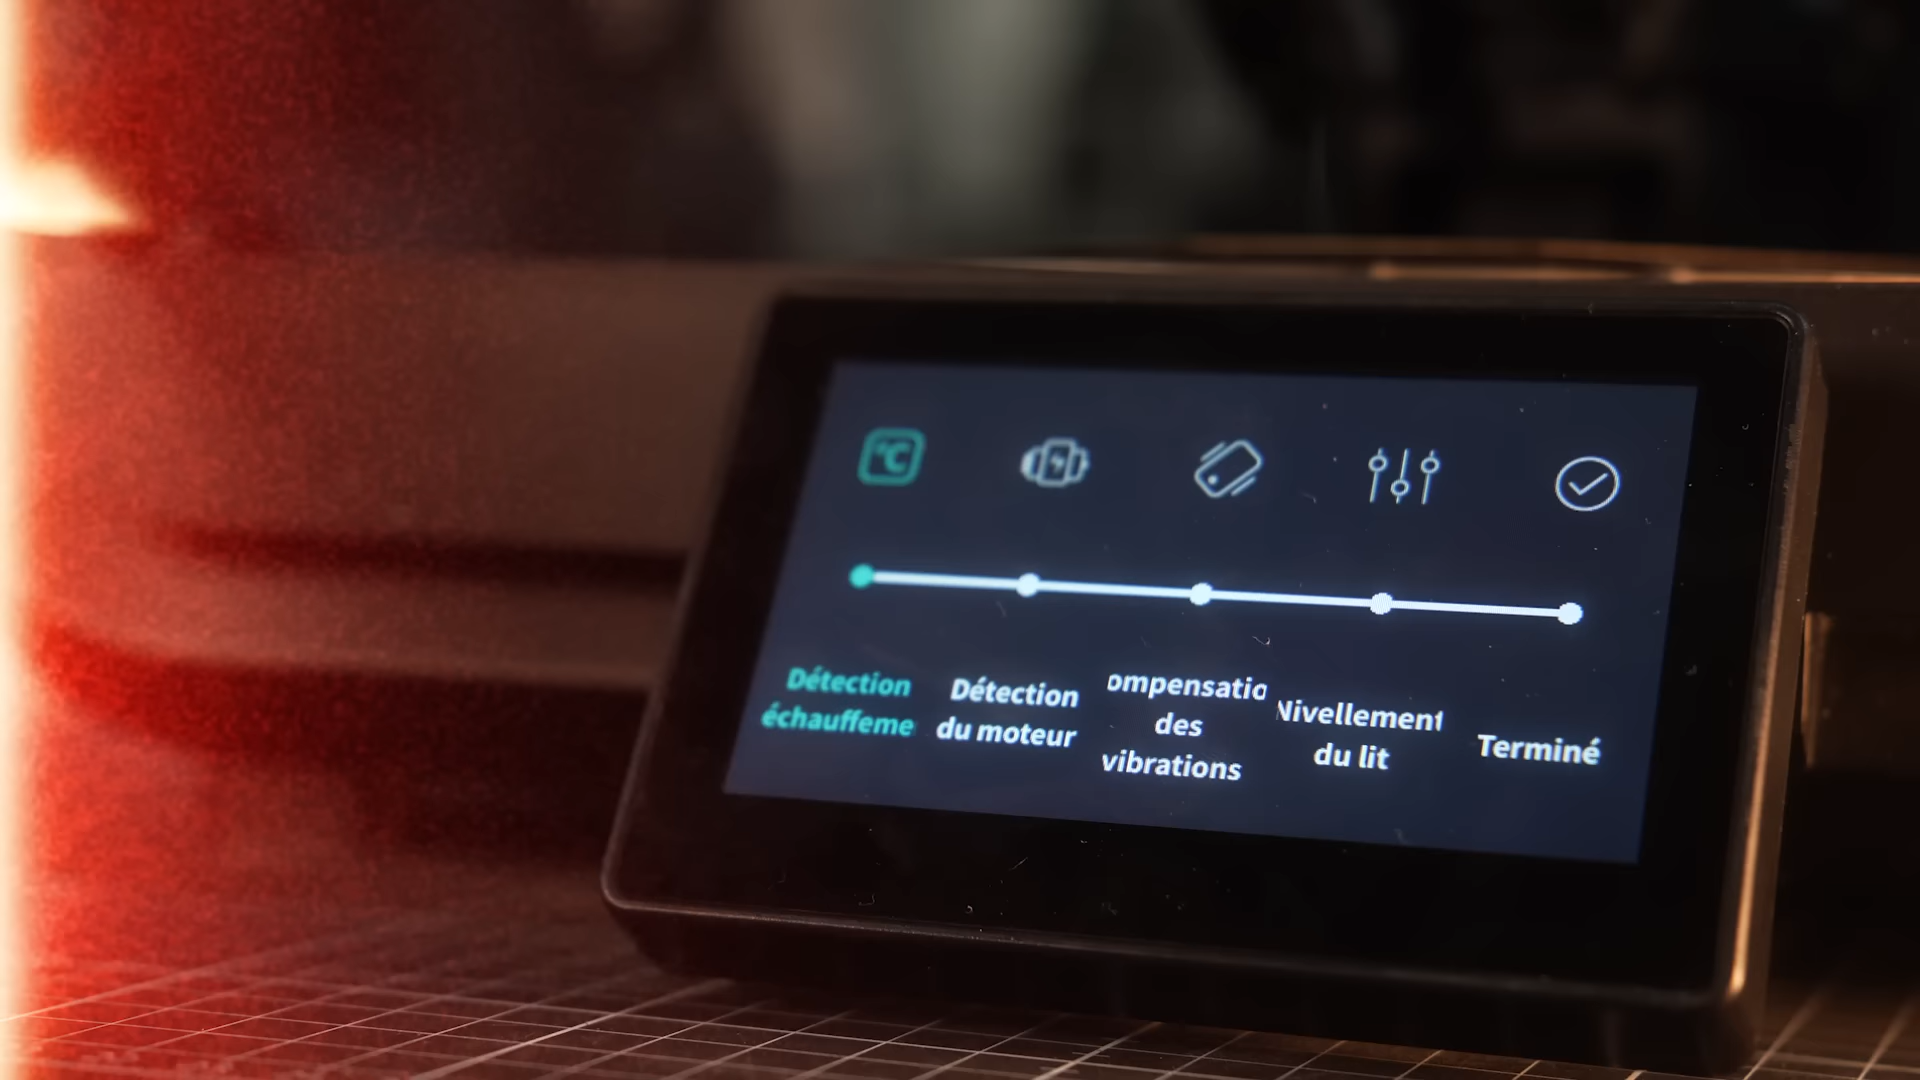 °C
Détection
échauffeme
Détection
du moteur
ompensatio
des
vibrations
Nivellement
du lit
Terminé